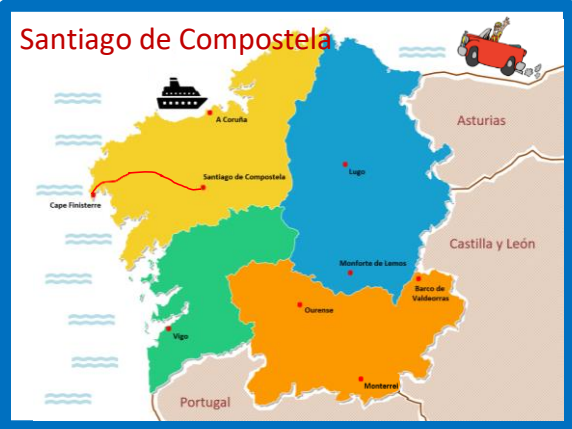 Santiago de Compostela
A Coruña
Asturias
Lugo
Santiago de Compostela
Cape Finisterre
Castilla y León
Monforte de Lemos
Barco de
Valdeorras
Ourense
Vigo
Monterrei
Portugal